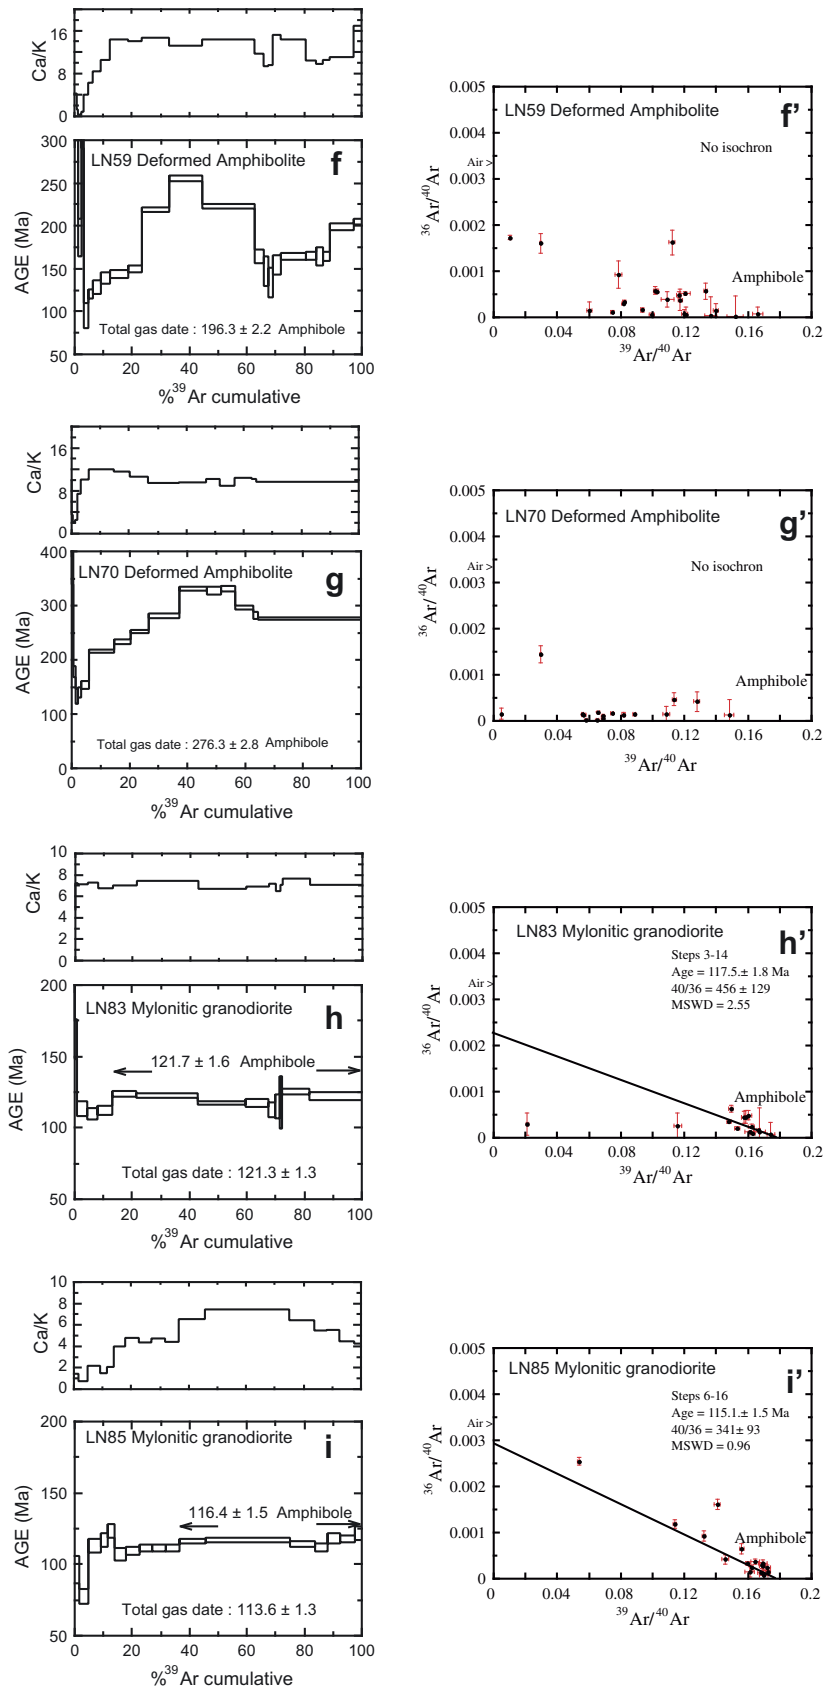 16
8
0
Ca/K
300
250
200
150
100
50
AGE (Ma)
LN59 Deformed Amphibolite
f
Total gas date : 196.3 ± 2.2 Amphibole
0 20 40 60 80 100
%39Ar cumulative
0.005
0.004
0.003
0.002
0.001
0
Air >
36Ar/40Ar
LN59 Deformed Amphibolite
f'
No isochron
Amphibole
0 0.04 0.08 0.12 0.16 0.2
39Ar/40Ar
16
8
0
Ca/K
400
300
200
100
0
AGE (Ma)
LN70 Deformed Amphibolite
g
Total gas date : 276.3 ± 2.8 Amphibole
0 20 40 60 80 100
%39Ar cumulative
0.005
0.004
0.003
0.002
0.001
0
Air >
36Ar/40Ar
LN70 Deformed Amphibolite
g'
No isochron
Amphibole
0 0.04 0.08 0.12 0.16 0.2
39Ar/40Ar
10
8
6
4
2
0
Ca/K
200
150
100
50
AGE (Ma)
LN83 Mylonitic granodiorite
h
121.7 ± 1.6 Amphibole
Total gas date : 121.3 ± 1.3
0 20 40 60 80 100
%39Ar cumulative
0.005
0.004
0.003
0.002
0.001
0
Air >
36Ar/40Ar
LN83 Mylonitic granodiorite
h'
Steps 3-14
Age = 117.5.± 1.8 Ma
40/36 = 456 ± 129
MSWD = 2.55
Amphibole
0 0.04 0.08 0.12 0.16 0.2
39Ar/40Ar
10
8
6
4
2
0
Ca/K
200
150
100
50
AGE (Ma)
LN85 Mylonitic granodiorite
i
116.4 ± 1.5 Amphibole
Total gas date : 113.6 ± 1.3
0 20 40 60 80 100
%39Ar cumulative
0.005
0.004
0.003
0.002
0.001
0
Air >
36Ar/40Ar
LN85 Mylonitic granodiorite
i'
Steps 6-16
Age = 115.1.± 1.5 Ma
40/36 = 341± 93
MSWD = 0.96
Amphibole
0 0.04 0.08 0.12 0.16 0.2
39Ar/40Ar